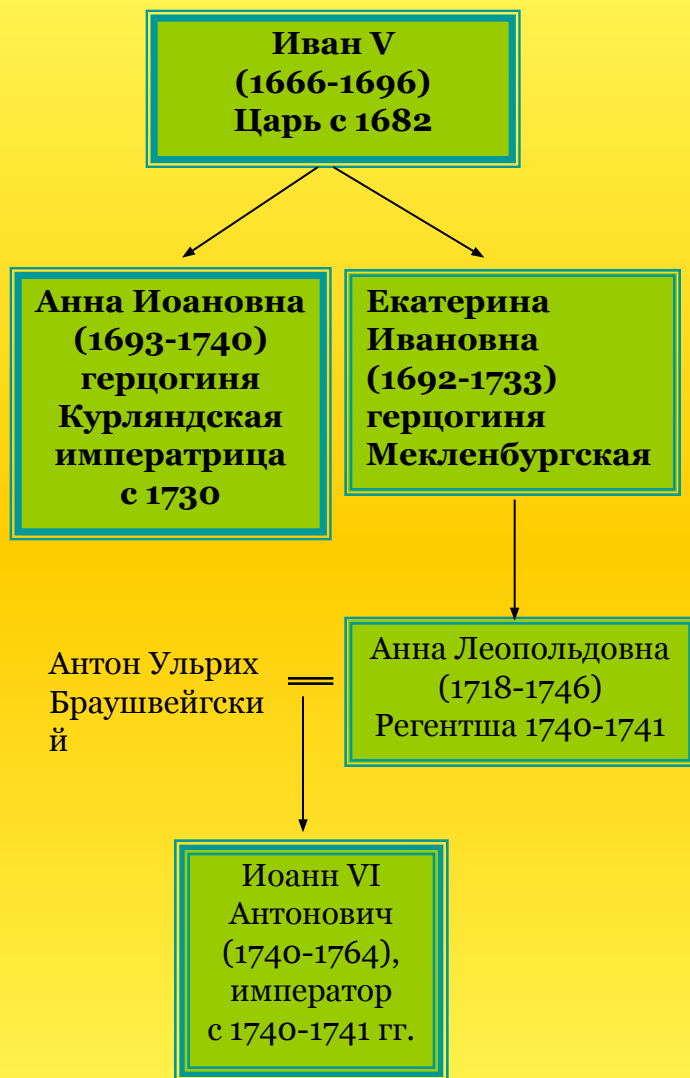 Иван V
(1666-1696)
Царь с 1682
Анна Иоановна
(1693-1740)
герцогиня
Курляндская
императрица
с 1730
Екатерина
Ивановна
(1692-1733)
герцогиня
Мекленбургская
Антон Ульрих
Браушвейгски
й
Анна Леопольдовна
(1718-1746)
Регентша 1740-1741
Иоанн VI
Антонович
(1740-1764),
император
с 1740-1741 гг.